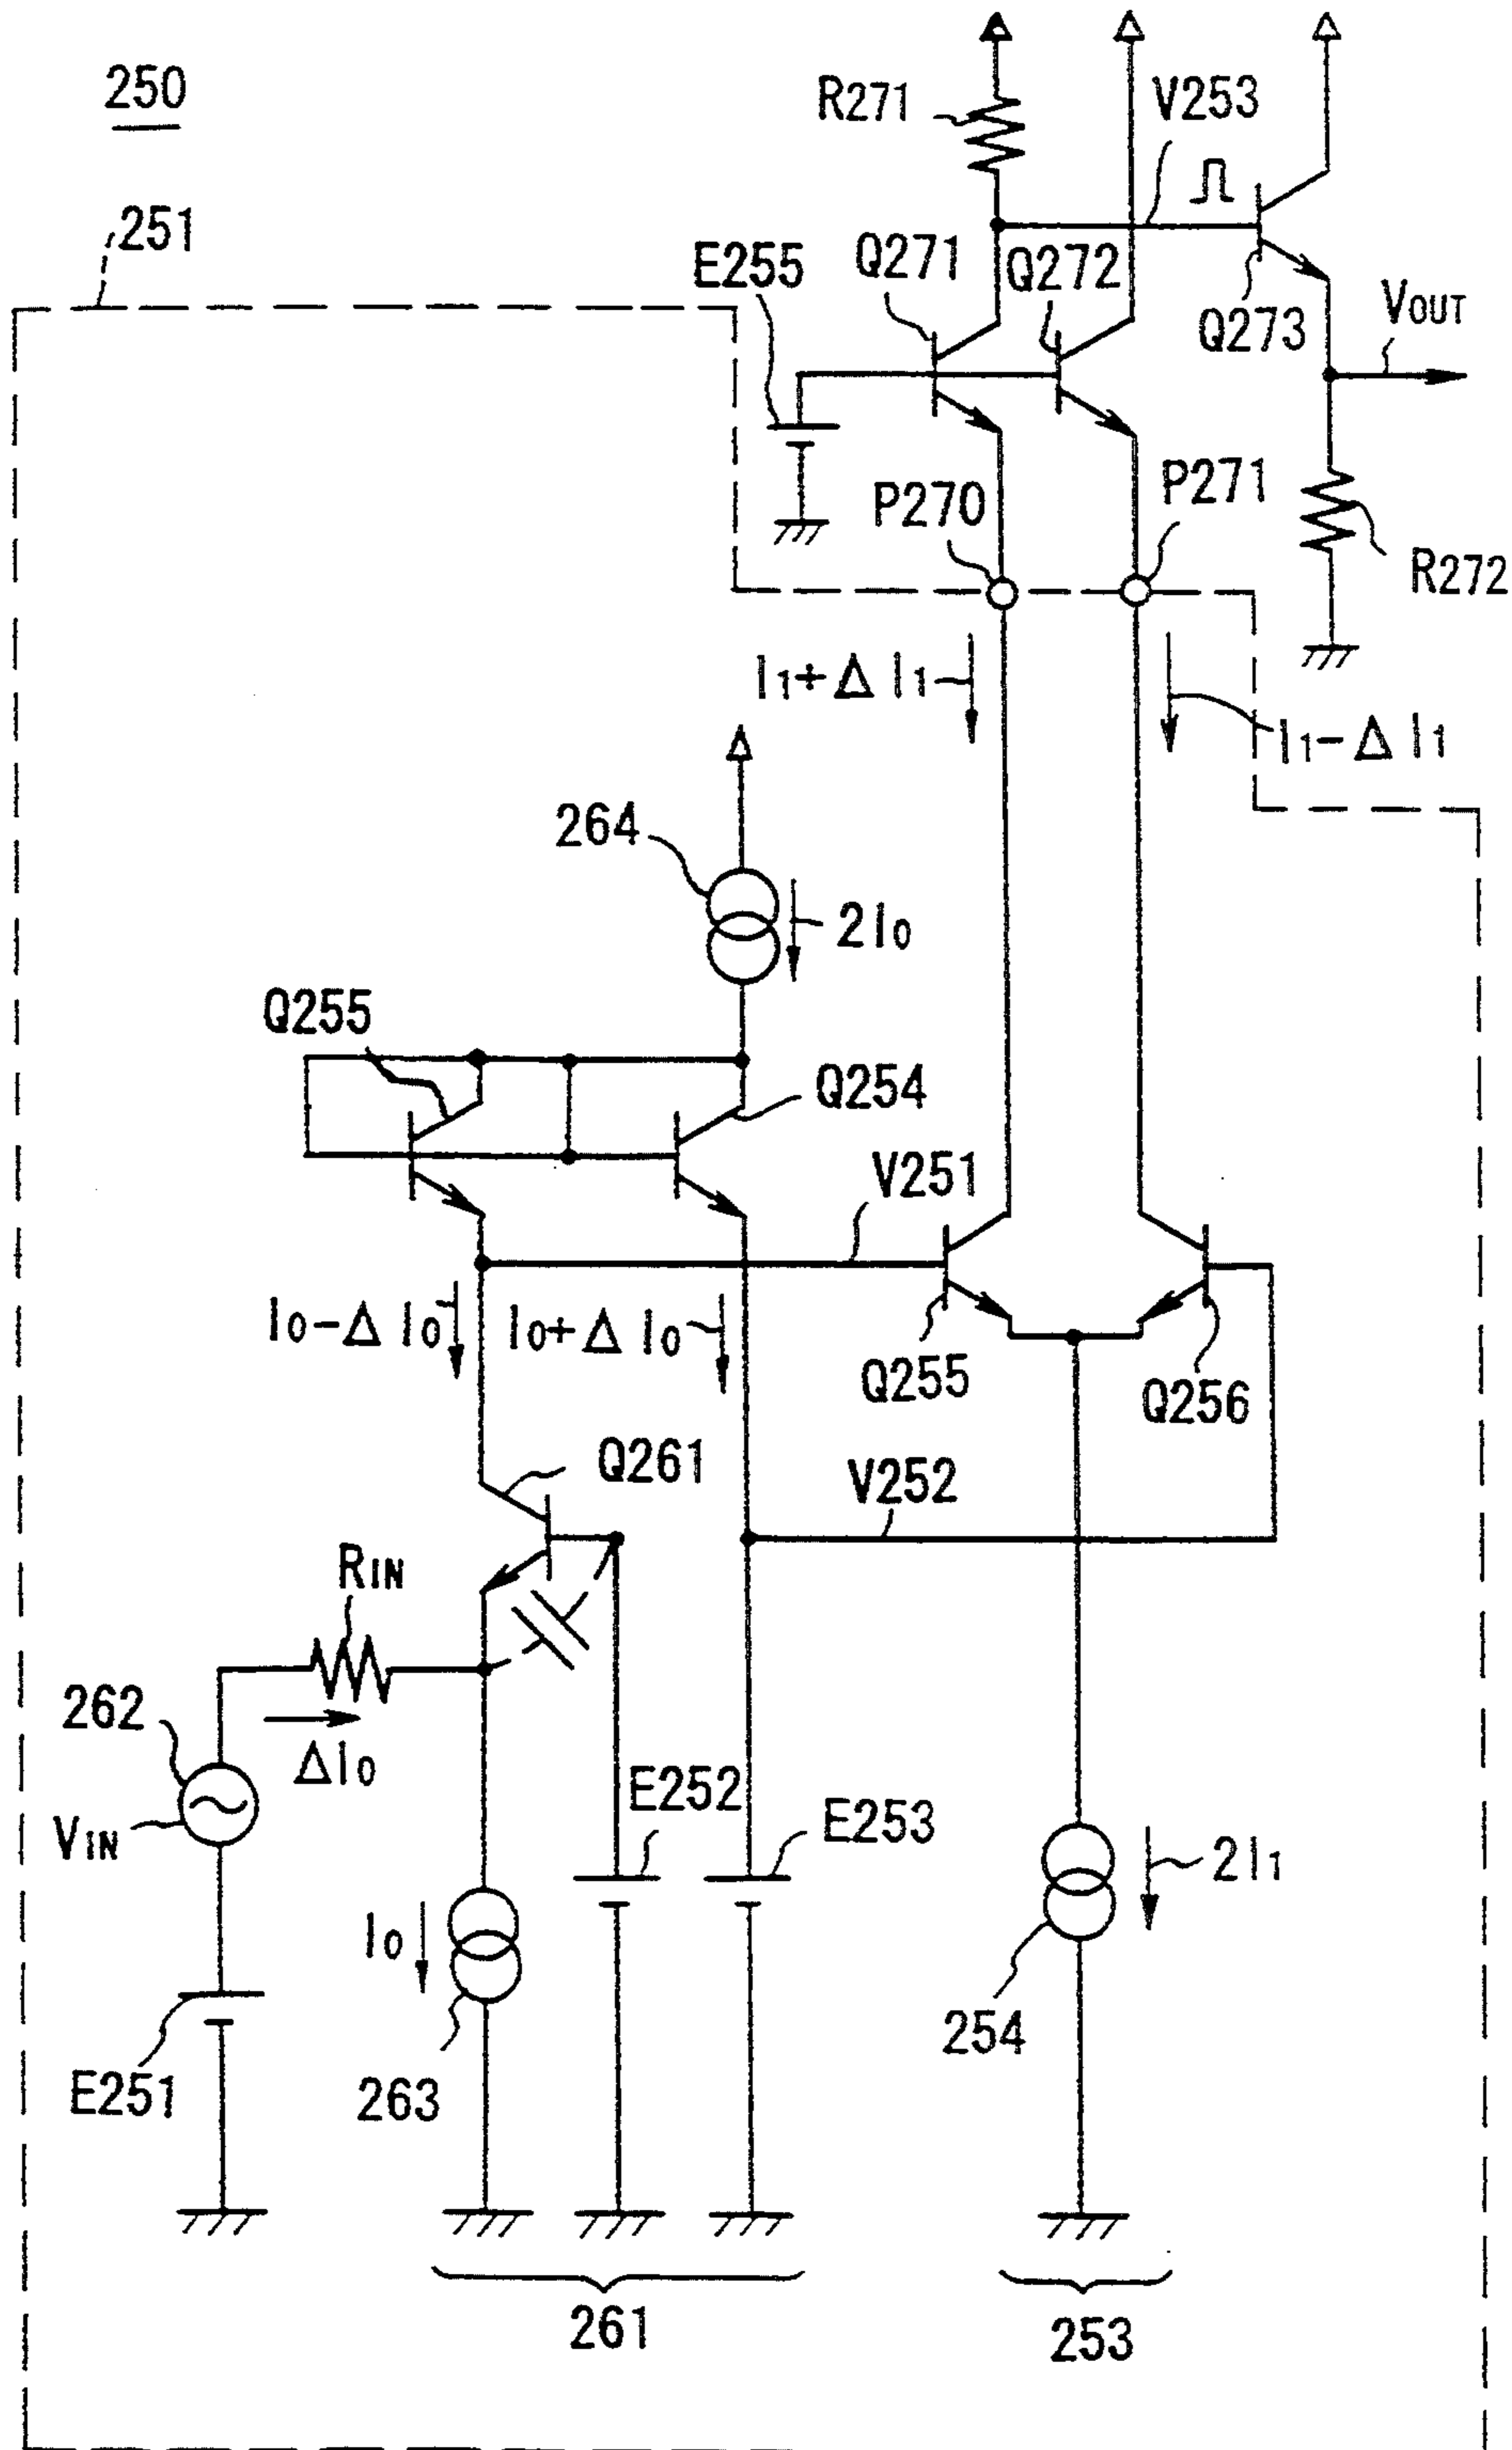 250
R271
V253
251
E255
Q271
Q272
Q273
VOUT
P270
P271
R272
I1+ΔI1
I1-ΔI1
264
2I0
Q255
Q254
V251
I0-ΔI0
I0+ΔI0
Q255
Q256
Q261
V252
RIN
262
ΔI0
VIN
E252
E253
2I1
I0
254
E251
263
261
253